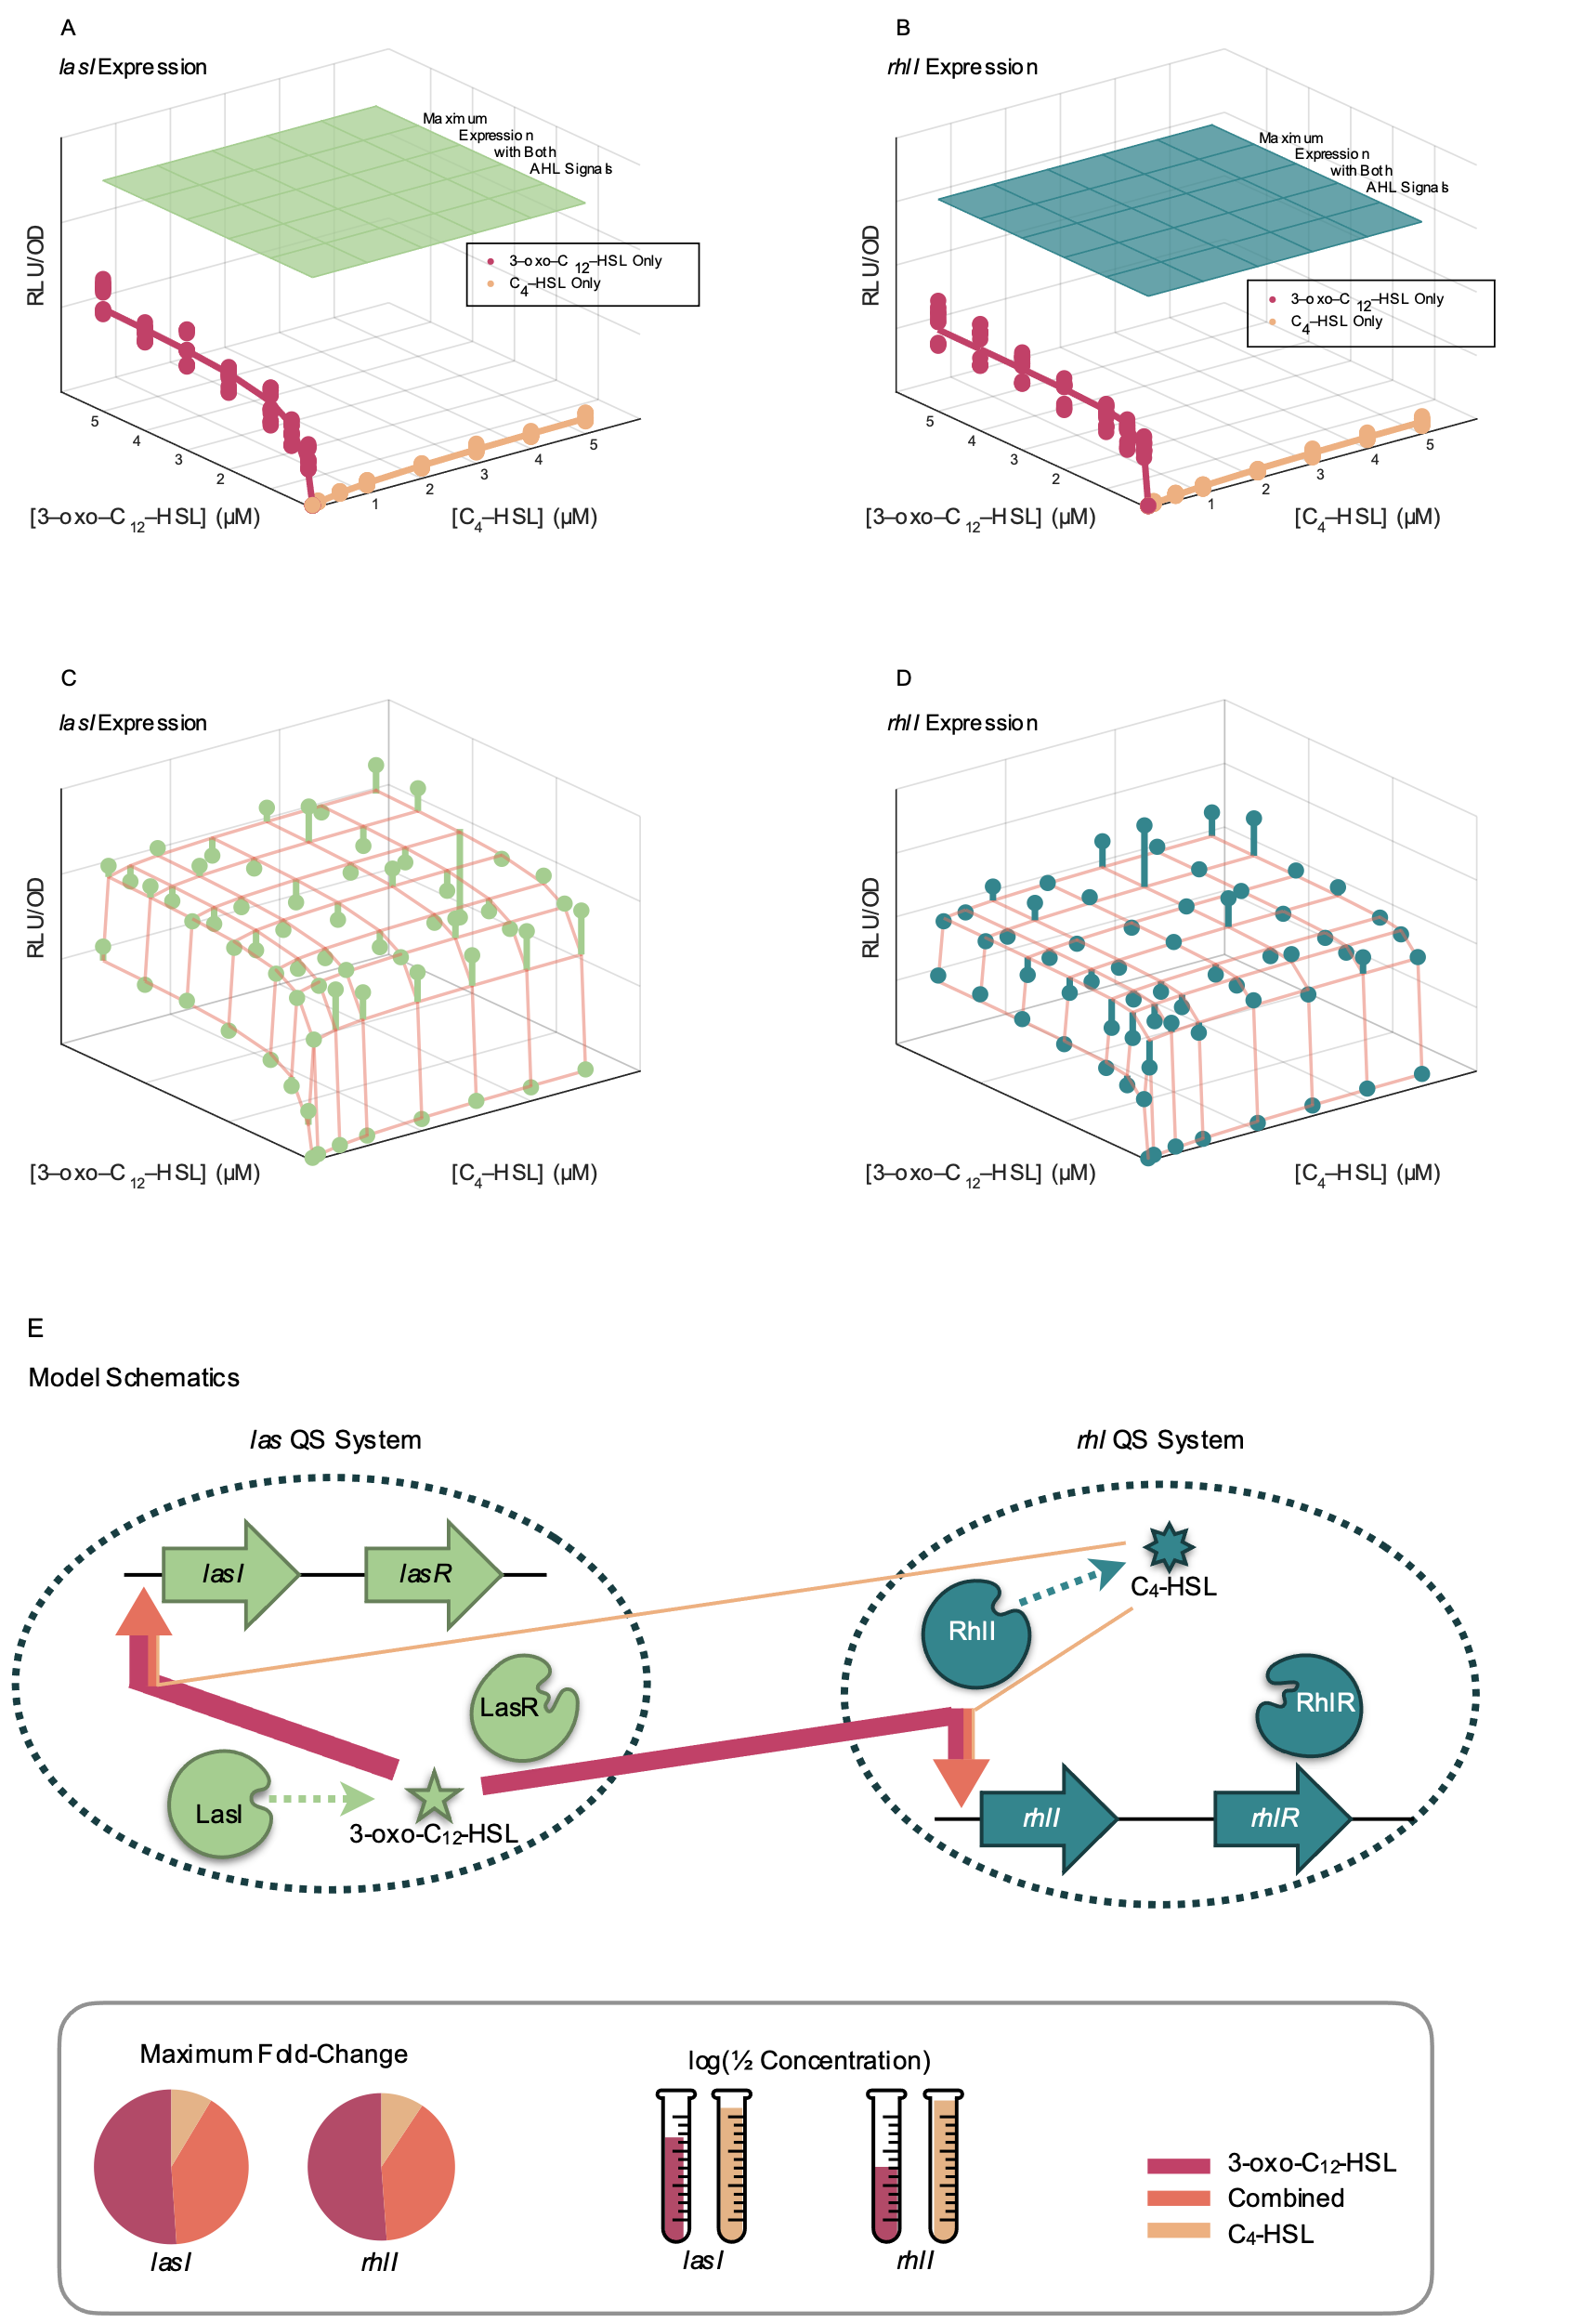 A
lasI Expression
Maximum
Expression
with Both
AHL Signals
3–oxo–C12–HSL Only
C4–HSL Only
RLU/OD
5
4
3
2
1
2
3
4
5
[3–oxo–C12–HSL] (µM)
[C4–HSL] (µM)
B
rhlI Expression
Maximum
Expression
with Both
AHL Signals
3–oxo–C12–HSL Only
C4–HSL Only
RLU/OD
5
4
3
2
1
2
3
4
5
[3–oxo–C12–HSL] (µM)
[C4–HSL] (µM)
C
lasI Expression
RLU/OD
[3–oxo–C12–HSL] (µM)
[C4–HSL] (µM)
D
rhlI Expression
RLU/OD
[3–oxo–C12–HSL] (µM)
[C4–HSL] (µM)
E
Model Schematics
las QS System
lasI
lasR
LasR
LasI
3-oxo-C12-HSL
rhl QS System
C4-HSL
RhlI
RhlR
rhlI
rhlR
Maximum Fold-Change
lasI
rhlI
log(½ Concentration)
lasI
rhlI
3-oxo-C12-HSL
Combined
C4-HSL